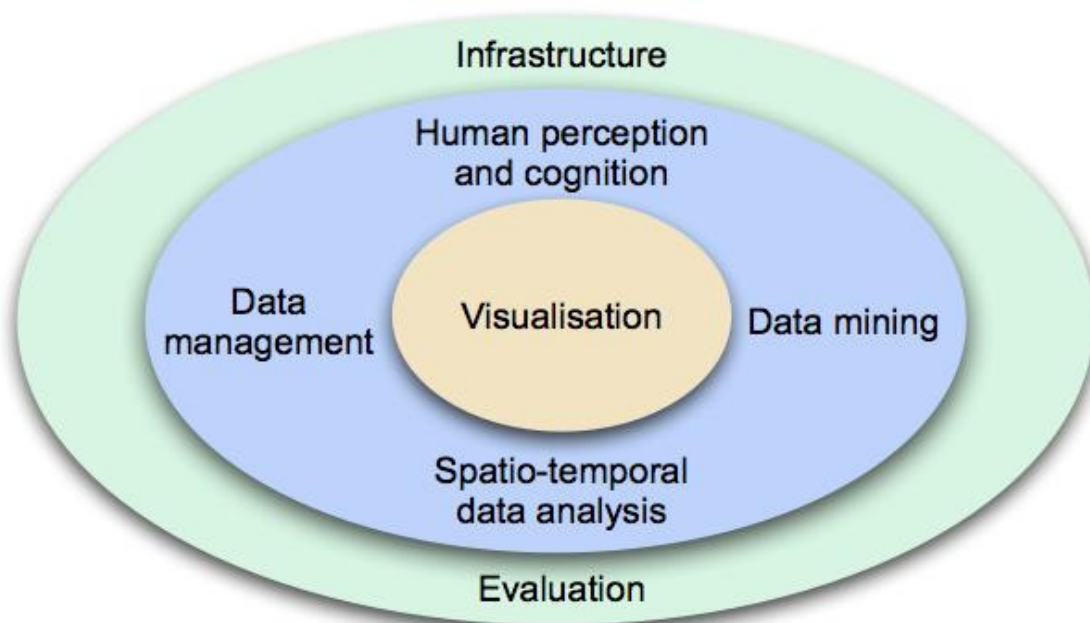 Infrastructure
Human perception
and cognition
Data
management
Visualisation
Data mining
Spatio-temporal
data analysis
Evaluation